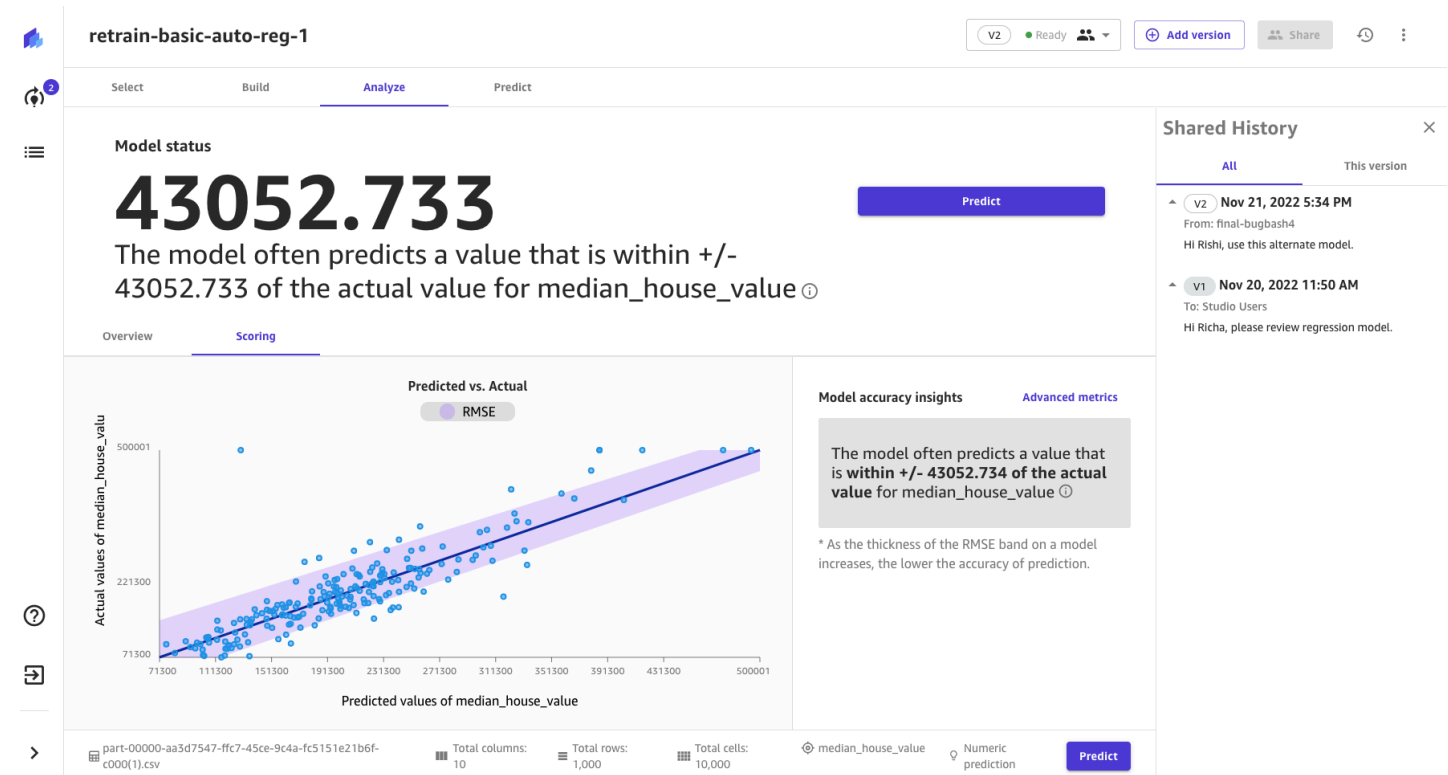 retrain-basic-auto-reg-1
V2 Ready
Add version
Share
2
Select Build Analyze Predict
Model status
43052.733
The model often predicts a value that is within +/-
43052.733 of the actual value for median_house_value
Predict
Overview Scoring
Predicted vs. Actual
RMSE
Actual values of median_house_valu
500001
221300
71300
71300 111300 151300 191300 231300 271300 311300 351300 391300 431300 500001
Predicted values of median_house_value
Model accuracy insights
Advanced metrics
The model often predicts a value that
is within +/- 43052.734 of the actual
value for median_house_value
* As the thickness of the RMSE band on a model
increases, the lower the accuracy of prediction.
Shared History
All This version
V2 Nov 21, 2022 5:34 PM
From: final-bugbash4
Hi Rishi, use this alternate model.
V1 Nov 20, 2022 11:50 AM
To: Studio Users
Hi Richa, please review regression model.
part-00000-aa3d7547-ffc7-45ce-9c4a-fc5151e21b6f-
c000(1).csv
Total columns:
10
Total rows:
1,000
Total cells:
10,000
median_house_value
Numeric
prediction
Predict